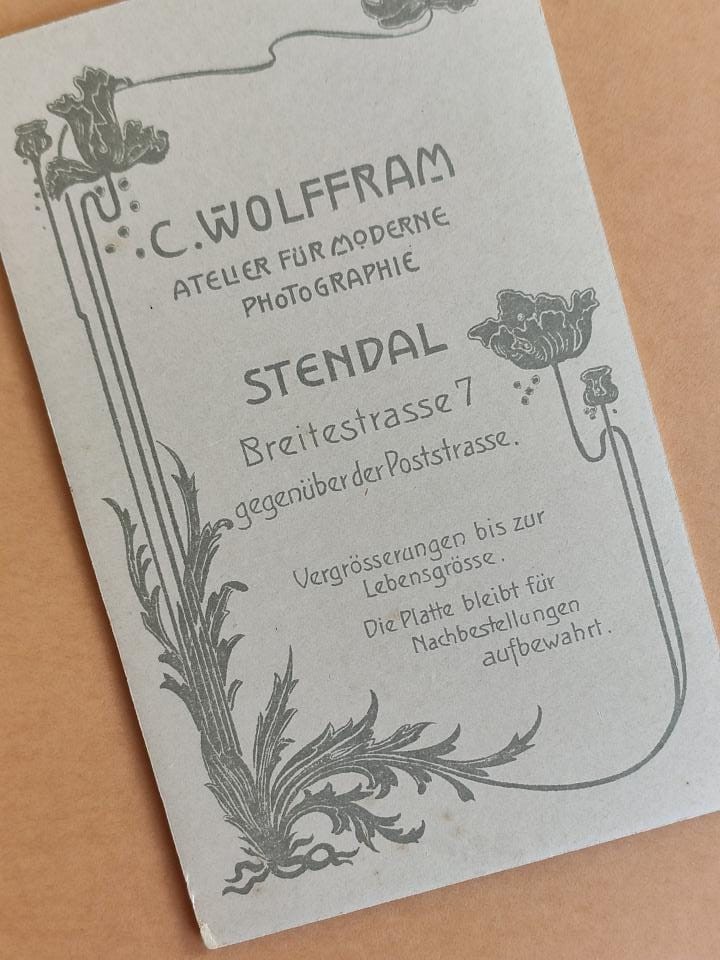 C. WOLFFRAM
ATELIER FÜR MODERNE
PHOTOGRAPHIE
STENDAL
Breitestrasse 7
gegenüber der Poststrasse.
Vergrösserungen bis zur
Lebensgrösse.
Die Platte bleibt für
Nachbestellungen
aufbewahrt.